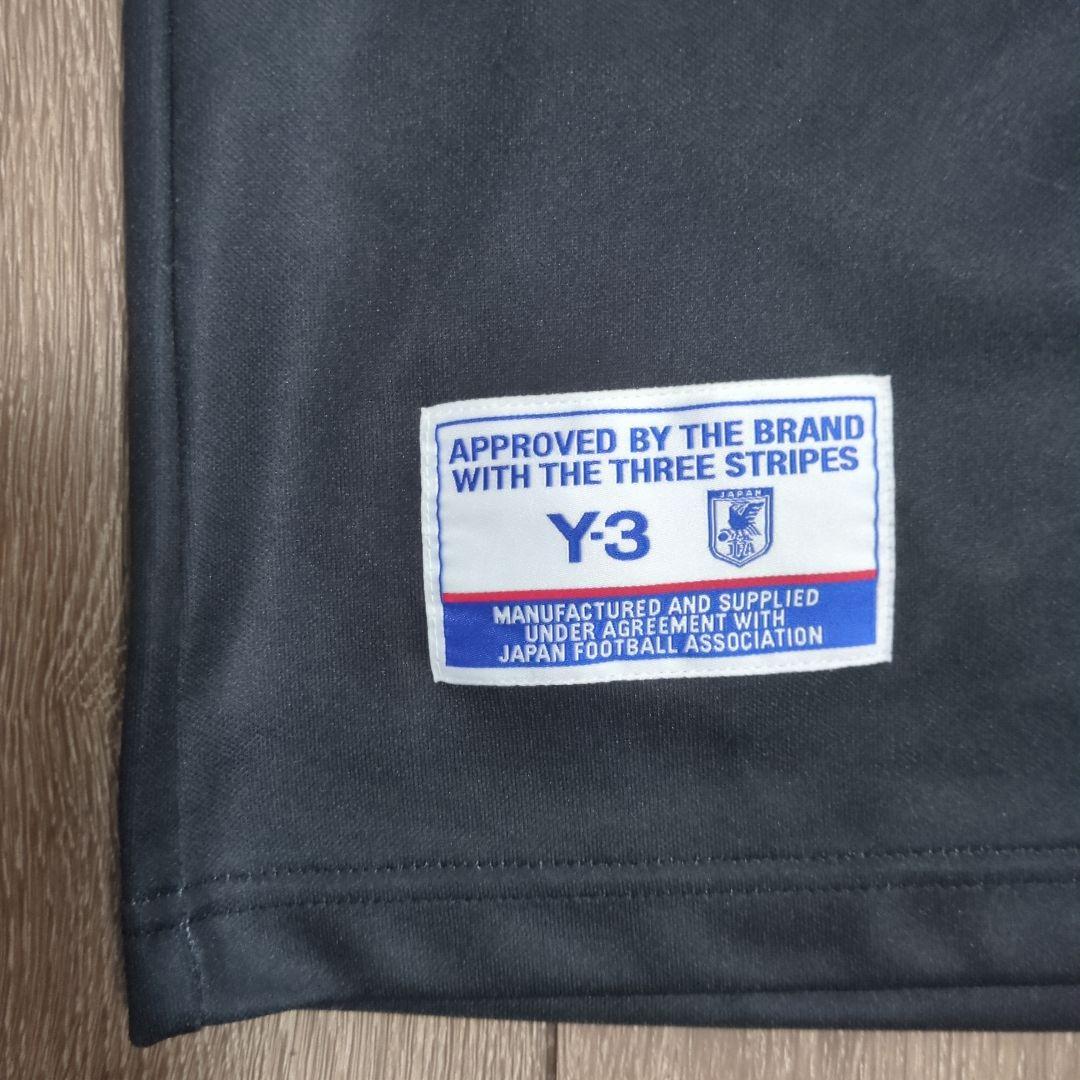 APPROVED BY THE BRAND
WITH THE THREE STRIPES
Y-3
JAPAN
JFA
MANUFACTURED AND SUPPLIED
UNDER AGREEMENT WITH
JAPAN FOOTBALL ASSOCIATION